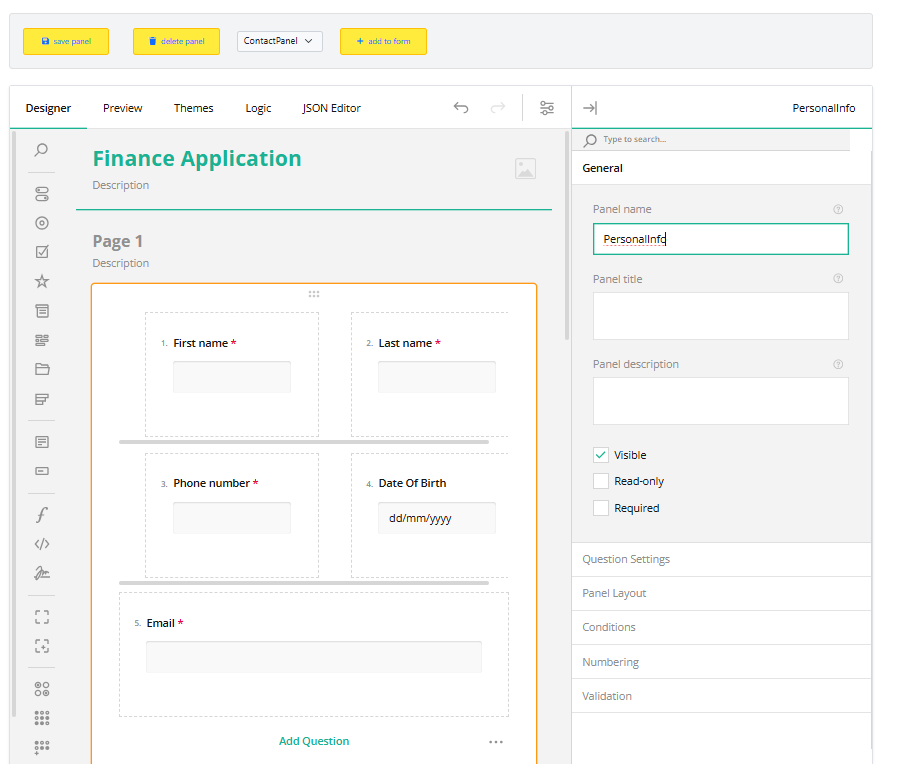 save panel
delete panel
ContactPanel
+ add to form
Designer
Preview
Themes
Logic
JSON Editor
PersonalInfo
Finance Application
Description
Page 1
Description
1. First name *
2. Last name *
3. Phone number *
4. Date Of Birth
dd/mm/yyyy
5. Email *
Add Question
Type to search...
General
Panel name
PersonalInfo
Panel title
Panel description
Visible
Read-only
Required
Question Settings
Panel Layout
Conditions
Numbering
Validation